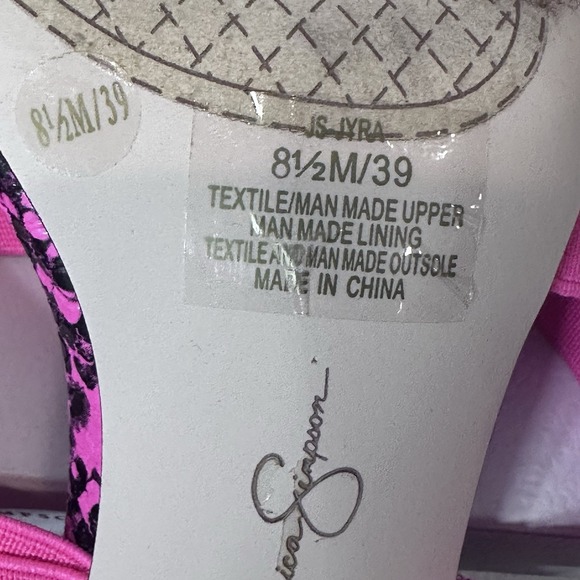 8½M/39
JS-JYRA
8½M/39
TEXTILE/MAN MADE UPPER
MAN MADE LINING
TEXTILE AND MAN MADE OUTSOLE
MADE IN CHINA
ica Simpson